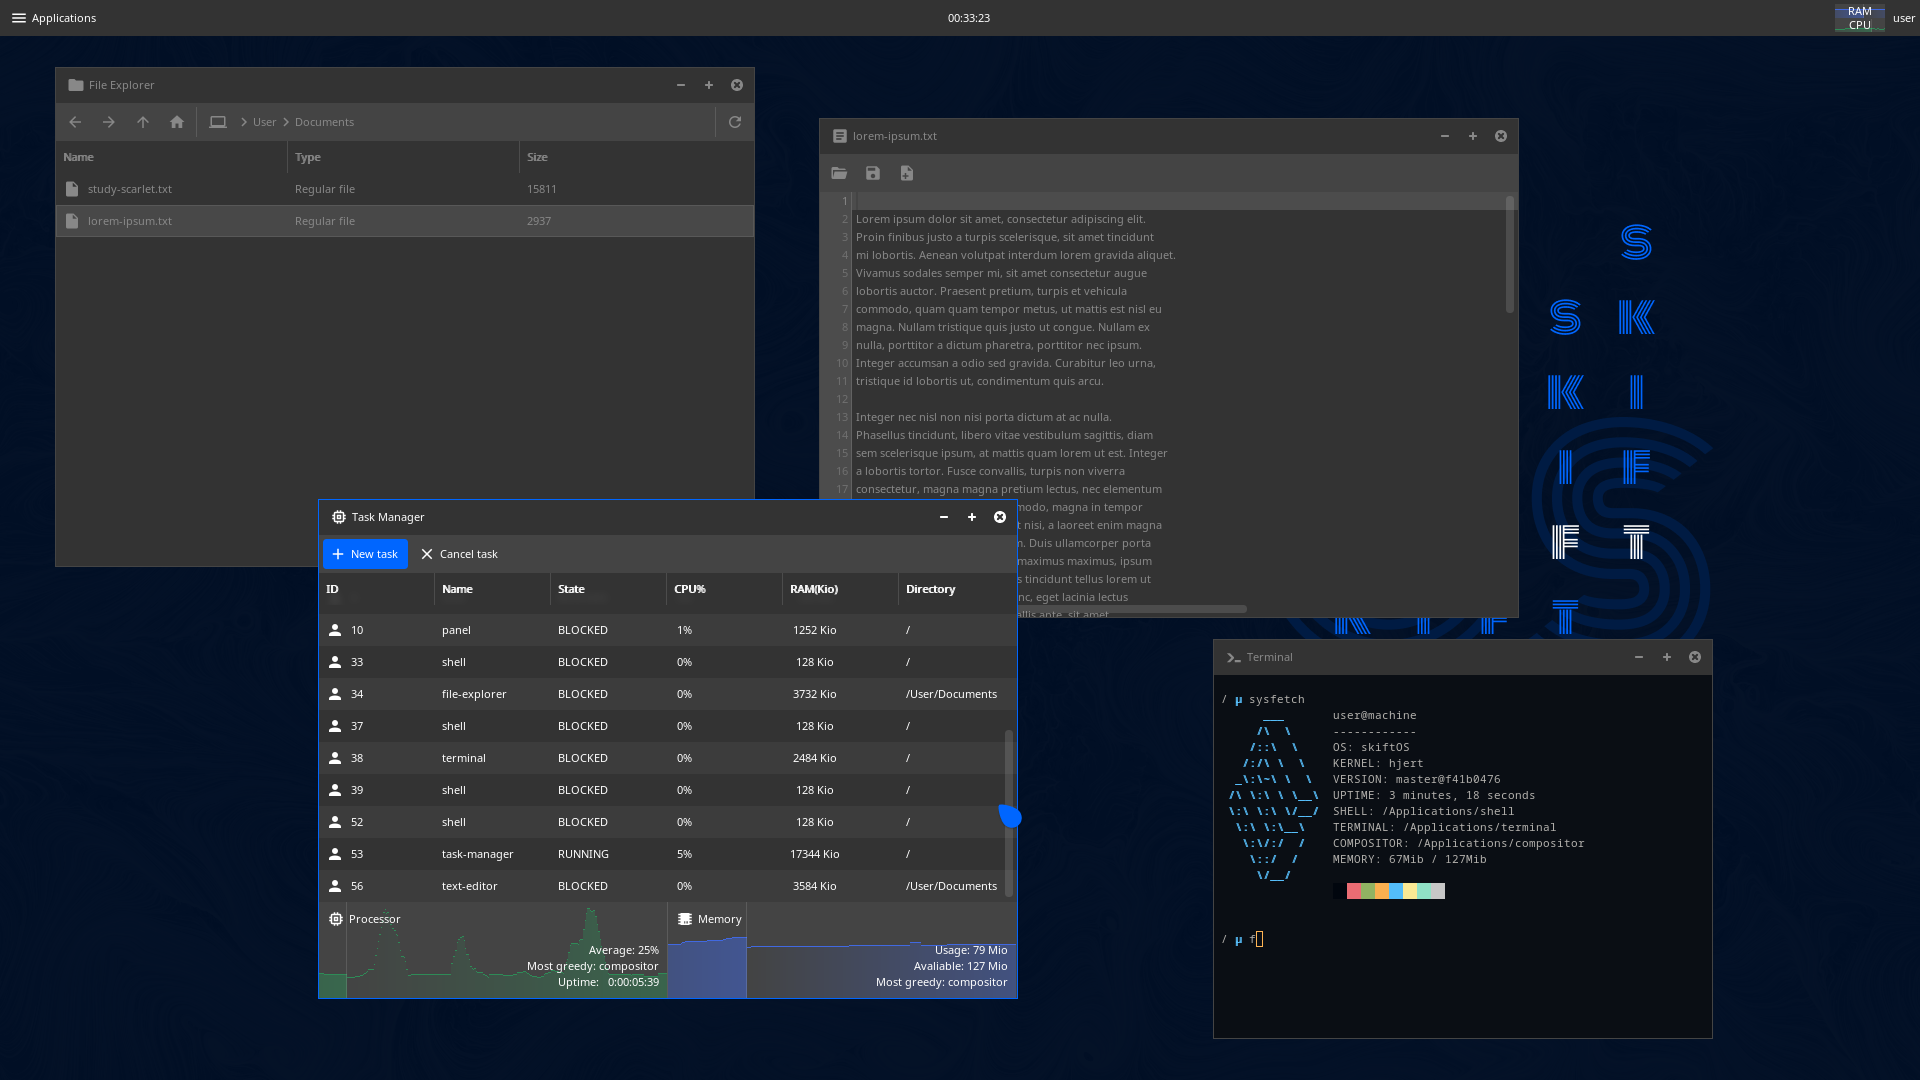 Applications
00:33:23
RAM
CPU
user
File Explorer
User
Documents
Name Type Size
study-scarlet.txt Regular file 15811
lorem-ipsum.txt Regular file 2937
lorem-ipsum.txt
1
2 Lorem ipsum dolor sit amet, consectetur adipiscing elit.
3 Proin finibus justo a turpis scelerisque, sit amet tincidunt
4 mi lobortis. Aenean volutpat interdum lorem gravida aliquet.
5 Vivamus sodales semper mi, sit amet consectetur augue
6 lobortis auctor. Praesent pretium, turpis et vehicula
7 commodo, quam quam tempor metus, ut mattis est nisl eu
8 magna. Nullam tristique quis justo ut congue. Nullam ex
9 nulla, porttitor a dictum pharetra, porttitor nec ipsum.
10 Integer accumsan a odio sed gravida. Curabitur leo urna,
11 tristique id lobortis ut, condimentum quis arcu.
12
13 Integer nec nisl non nisi porta dictum at ac nulla.
14 Phasellus tincidunt, libero vitae vestibulum sagittis, diam
15 sem scelerisque ipsum, at mattis quam lorem ut est. Integer
16 a lobortis tortor. Fusce convallis, turpis non viverra
17 consectetur, magna magna pretium lectus, nec elementum
modo, magna in tempor
t nisi, a laoreet enim magna
. Duis ullamcorper porta
maximus maximus, ipsum
s tincidunt tellus lorem ut
nc, eget lacinia lectus
allis ante, sit amet
S
S K
K I
I F
F T
T
K I F T
Task Manager
New task
Cancel task
ID Name State CPU% RAM(Kio) Directory
10 panel BLOCKED 1% 1252 Kio /
33 shell BLOCKED 0% 128 Kio /
34 file-explorer BLOCKED 0% 3732 Kio /User/Documents
37 shell BLOCKED 0% 128 Kio /
38 terminal BLOCKED 0% 2484 Kio /
39 shell BLOCKED 0% 128 Kio /
52 shell BLOCKED 0% 128 Kio /
53 task-manager RUNNING 5% 17344 Kio /
56 text-editor BLOCKED 0% 3584 Kio /User/Documents
Processor
Average: 25%
Most greedy: compositor
Uptime: 0:00:05:39
Memory
Usage: 79 Mio
Avaliable: 127 Mio
Most greedy: compositor
Terminal
/ µ sysfetch
user@machine
------------
OS: skiftOS
KERNEL: hjert
VERSION: master@f41b0476
UPTIME: 3 minutes, 18 seconds
SHELL: /Applications/shell
TERMINAL: /Applications/terminal
COMPOSITOR: /Applications/compositor
MEMORY: 67Mib / 127Mib
/ µ f